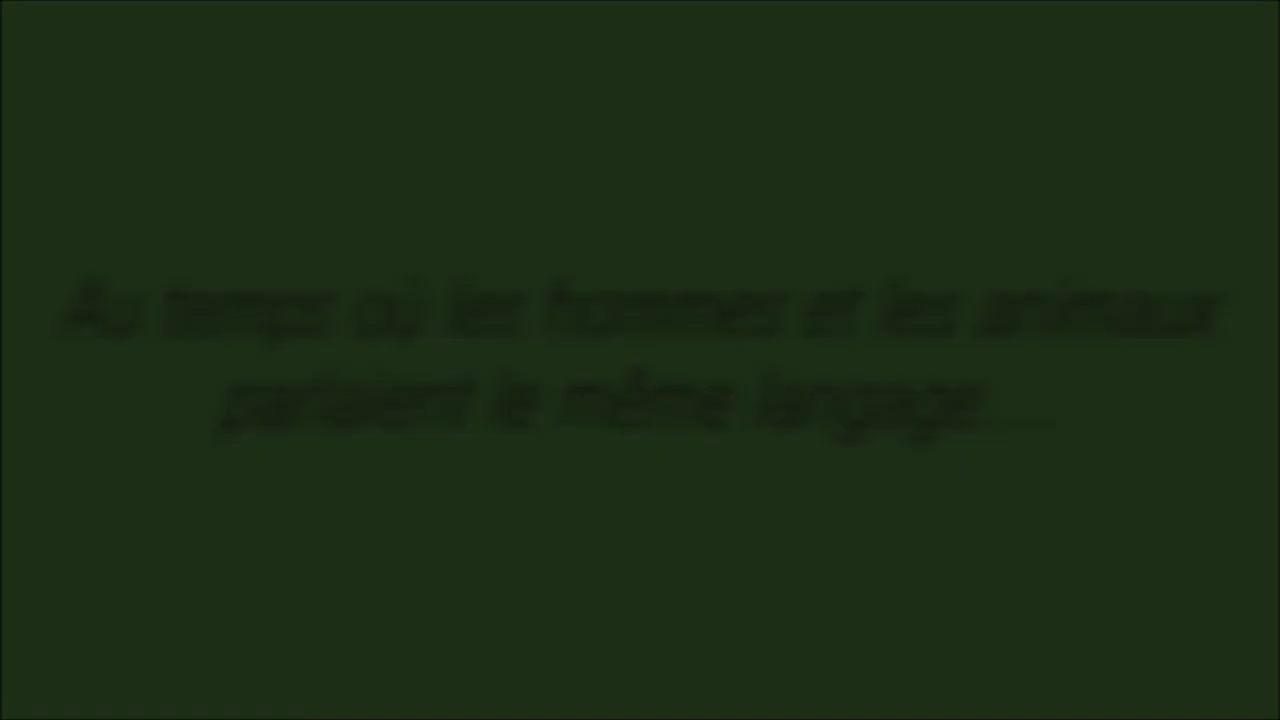 Au temps où les hommes et les animaux
parlaient le même langage....